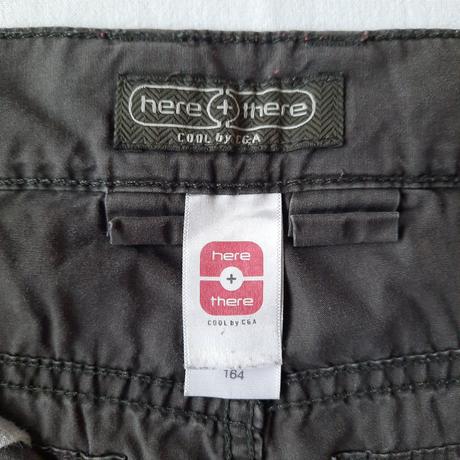 here + there
COOL by C&A
here
+
there
COOL by C&A
164